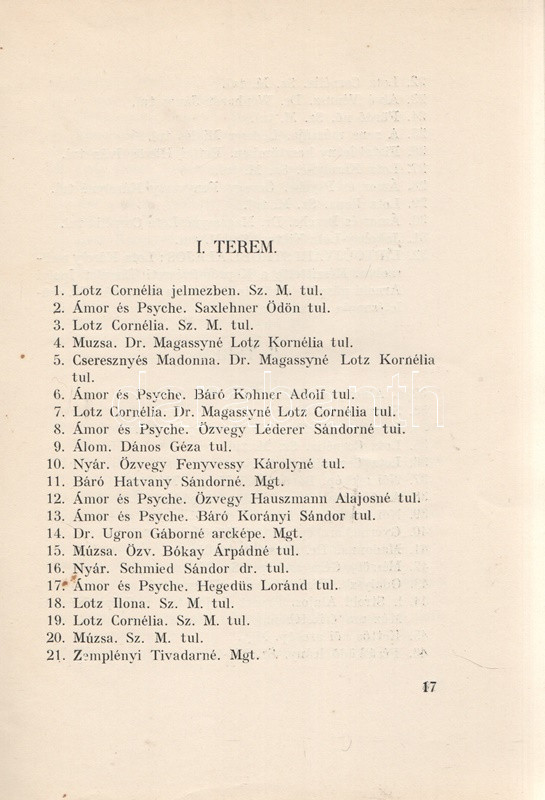 I. TEREM.
1. Lotz Cornélia jelmezben. Sz. M. tul.
2. Ámor és Psyche. Saxlehner Ödön tul.
3. Lotz Cornélia. Sz. M. tul.
4. Muzsa. Dr. Magassyné Lotz Kornélia tul.
5. Cseresznyés Madonna. Dr. Magassyné Lotz Kornélia
tul.
6. Ámor és Psyche. Báró Kohner Adolf tul.
7. Lotz Cornélia. Dr. Magassyné Lotz Cornélia tul.
8. Ámor és Psyche. Özvegy Léderer Sándorné tul.
9. Álom. Dános Géza tul.
10. Nyár. Özvegy Fenyvessy Károlyné tul.
11. Báró Hatvany Sándorné. Mgt.
12. Ámor és Psyche. Özvegy Hauszmann Alajosné tul.
13. Ámor és Psyche. Báró Korányi Sándor tul.
14. Dr. Ugron Gáborné arcképe. Mgt.
15. Múzsa. Özv. Bókay Árpádné tul.
16. Nyár. Schmied Sándor dr. tul.
17. Ámor és Psyche. Hegedüs Loránd tul.
18. Lotz Ilona. Sz. M. tul.
19. Lotz Cornélia. Sz. M. tul.
20. Múzsa. Sz. M. tul.
21. Zemplényi Tivadarné. Mgt.
17